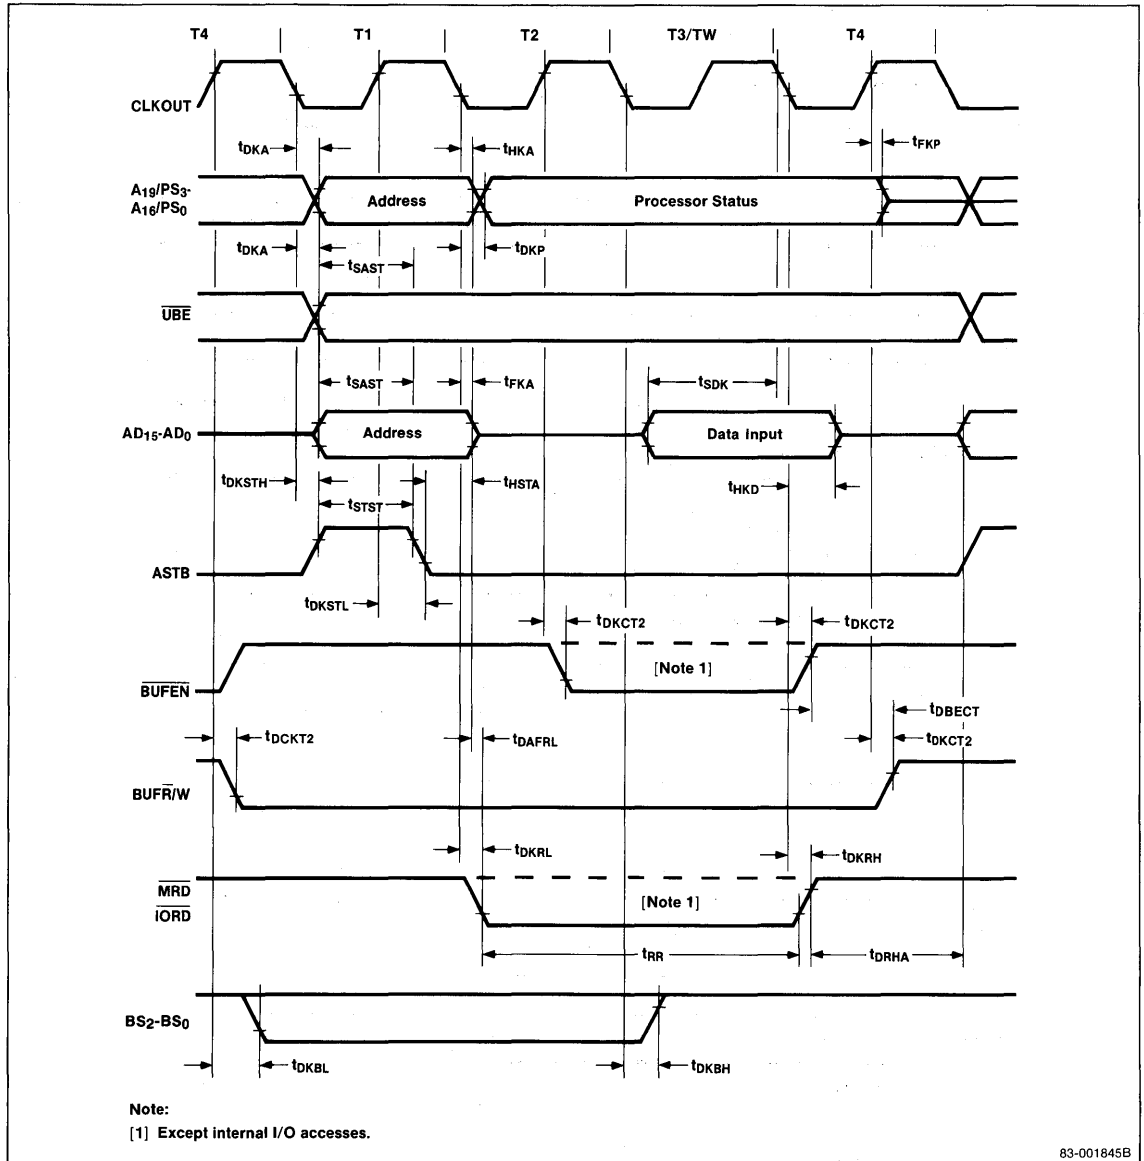 T4 T1 T2 T3/TW T4
CLKOUT
tDKA tHKA tFKP
A19/PS3-
A16/PS0
Address Processor Status
tDKA tDKP
tSAST
UBE
tSAST tFKA tSDK
AD15-AD0 Address Data input
tDKSTH tHSTA tHKD
tSTST
ASTB
tDKSTL tDKCT2 tDKCT2
BUFEN [Note 1]
tDBECT
tDCKT2 tDAFRL tDKCT2
BUFR/W
tDKRL tDKRH
MRD
IORD
[Note 1]
tRR tDRHA
BS2-BS0
tDKBL tDKBH
Note:
[1] Except internal I/O accesses.
83-001845B